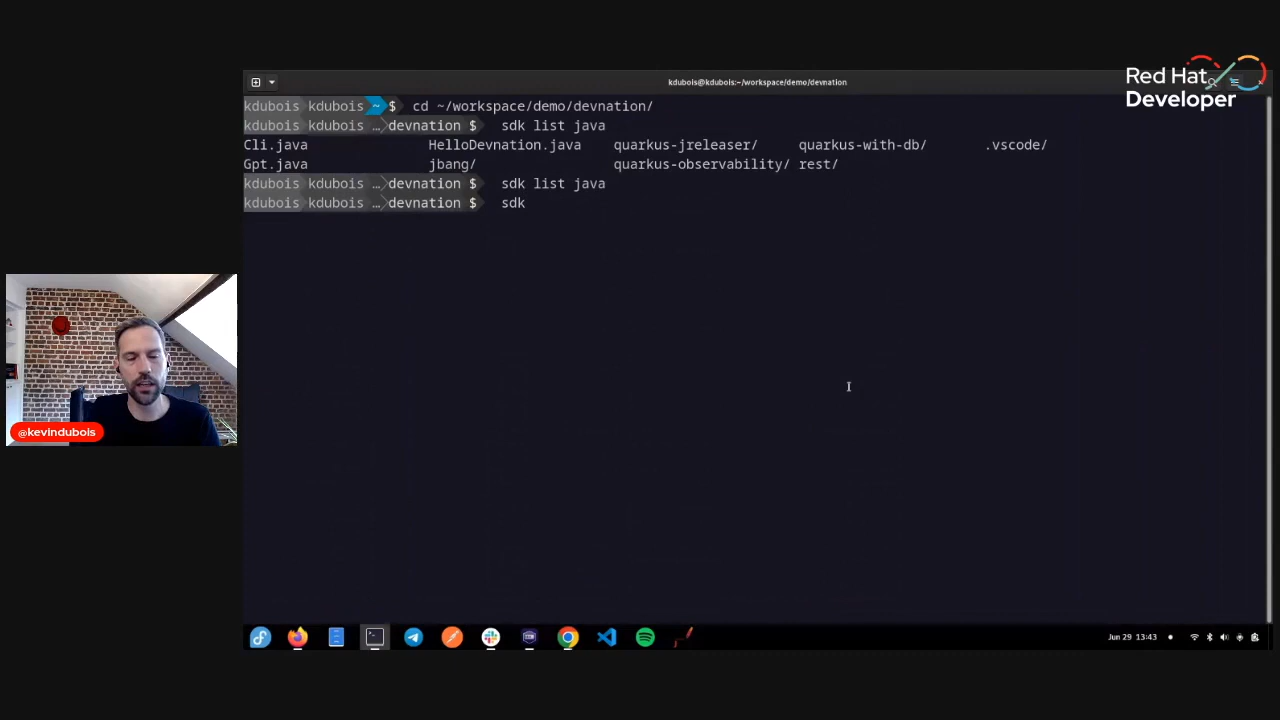 Red Hat
Developer
kdubois@kdubois:~/workspace/demo/devnation
kdubois kdubois ~ $ cd ~/workspace/demo/devnation/
kdubois kdubois … devnation $ sdk list java
Cli.java HelloDevnation.java quarkus-jreleaser/ quarkus-with-db/ .vscode/
Gpt.java jbang/ quarkus-observability/ rest/
kdubois kdubois … devnation $ sdk list java
kdubois kdubois … devnation $ sdk
@kevindubois
Jun 29 13:43